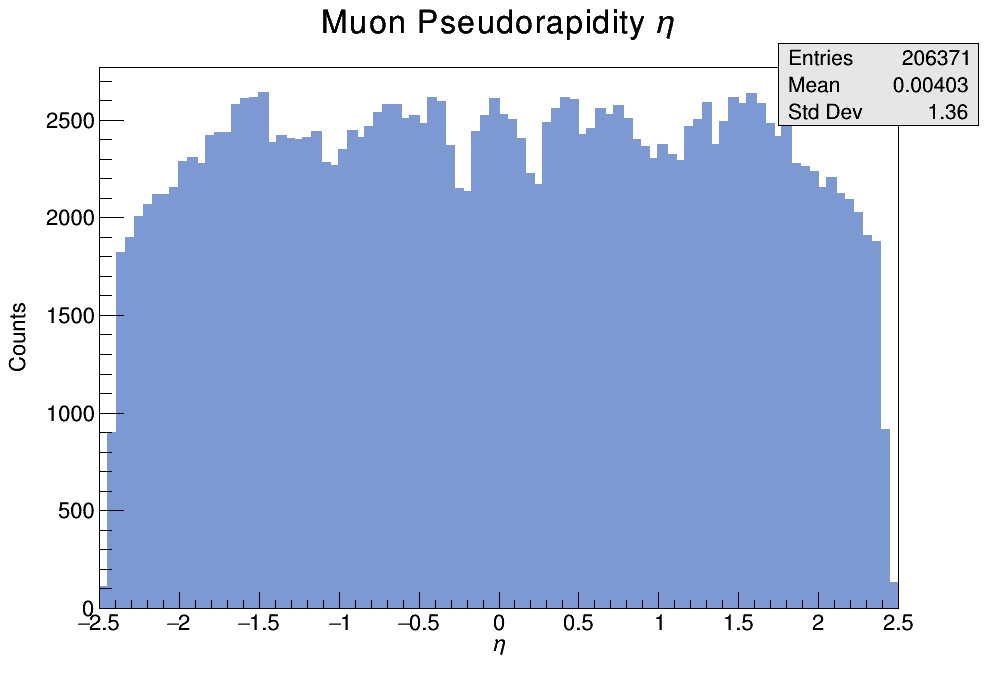 Muon Pseudorapidity η
Entries 206371
Mean 0.00403
Std Dev 1.36
Counts
2500
2000
1500
1000
500
0
−2.5 −2 −1.5 −1 −0.5 0 0.5 1 1.5 2 2.5
η